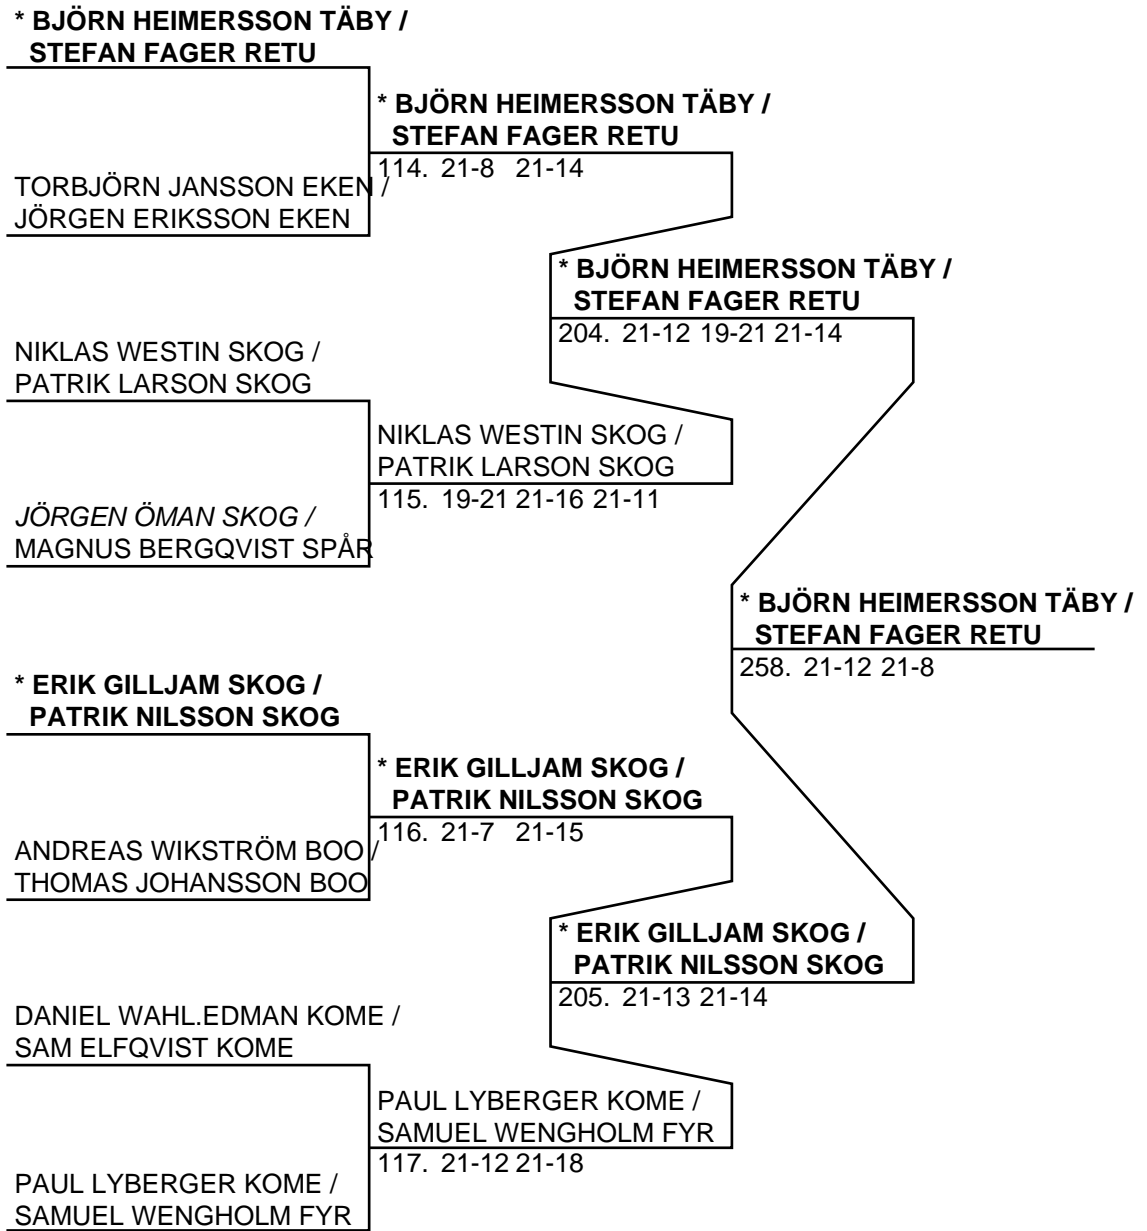 * BJÖRN HEIMERSSON TÄBY /
STEFAN FAGER RETU
* BJÖRN HEIMERSSON TÄBY /
STEFAN FAGER RETU
114. 21-8 21-14
TORBJÖRN JANSSON EKEN /
JÖRGEN ERIKSSON EKEN
* BJÖRN HEIMERSSON TÄBY /
STEFAN FAGER RETU
204. 21-12 19-21 21-14
NIKLAS WESTIN SKOG /
PATRIK LARSON SKOG
NIKLAS WESTIN SKOG /
PATRIK LARSON SKOG
115. 19-21 21-16 21-11
JÖRGEN ÖMAN SKOG /
MAGNUS BERGQVIST SPÅR
* BJÖRN HEIMERSSON TÄBY /
STEFAN FAGER RETU
258. 21-12 21-8
* ERIK GILLJAM SKOG /
PATRIK NILSSON SKOG
* ERIK GILLJAM SKOG /
PATRIK NILSSON SKOG
116. 21-7 21-15
ANDREAS WIKSTRÖM BOO /
THOMAS JOHANSSON BOO
* ERIK GILLJAM SKOG /
PATRIK NILSSON SKOG
205. 21-13 21-14
DANIEL WAHL.EDMAN KOME /
SAM ELFQVIST KOME
PAUL LYBERGER KOME /
SAMUEL WENGHOLM FYR
117. 21-12 21-18
PAUL LYBERGER KOME /
SAMUEL WENGHOLM FYR